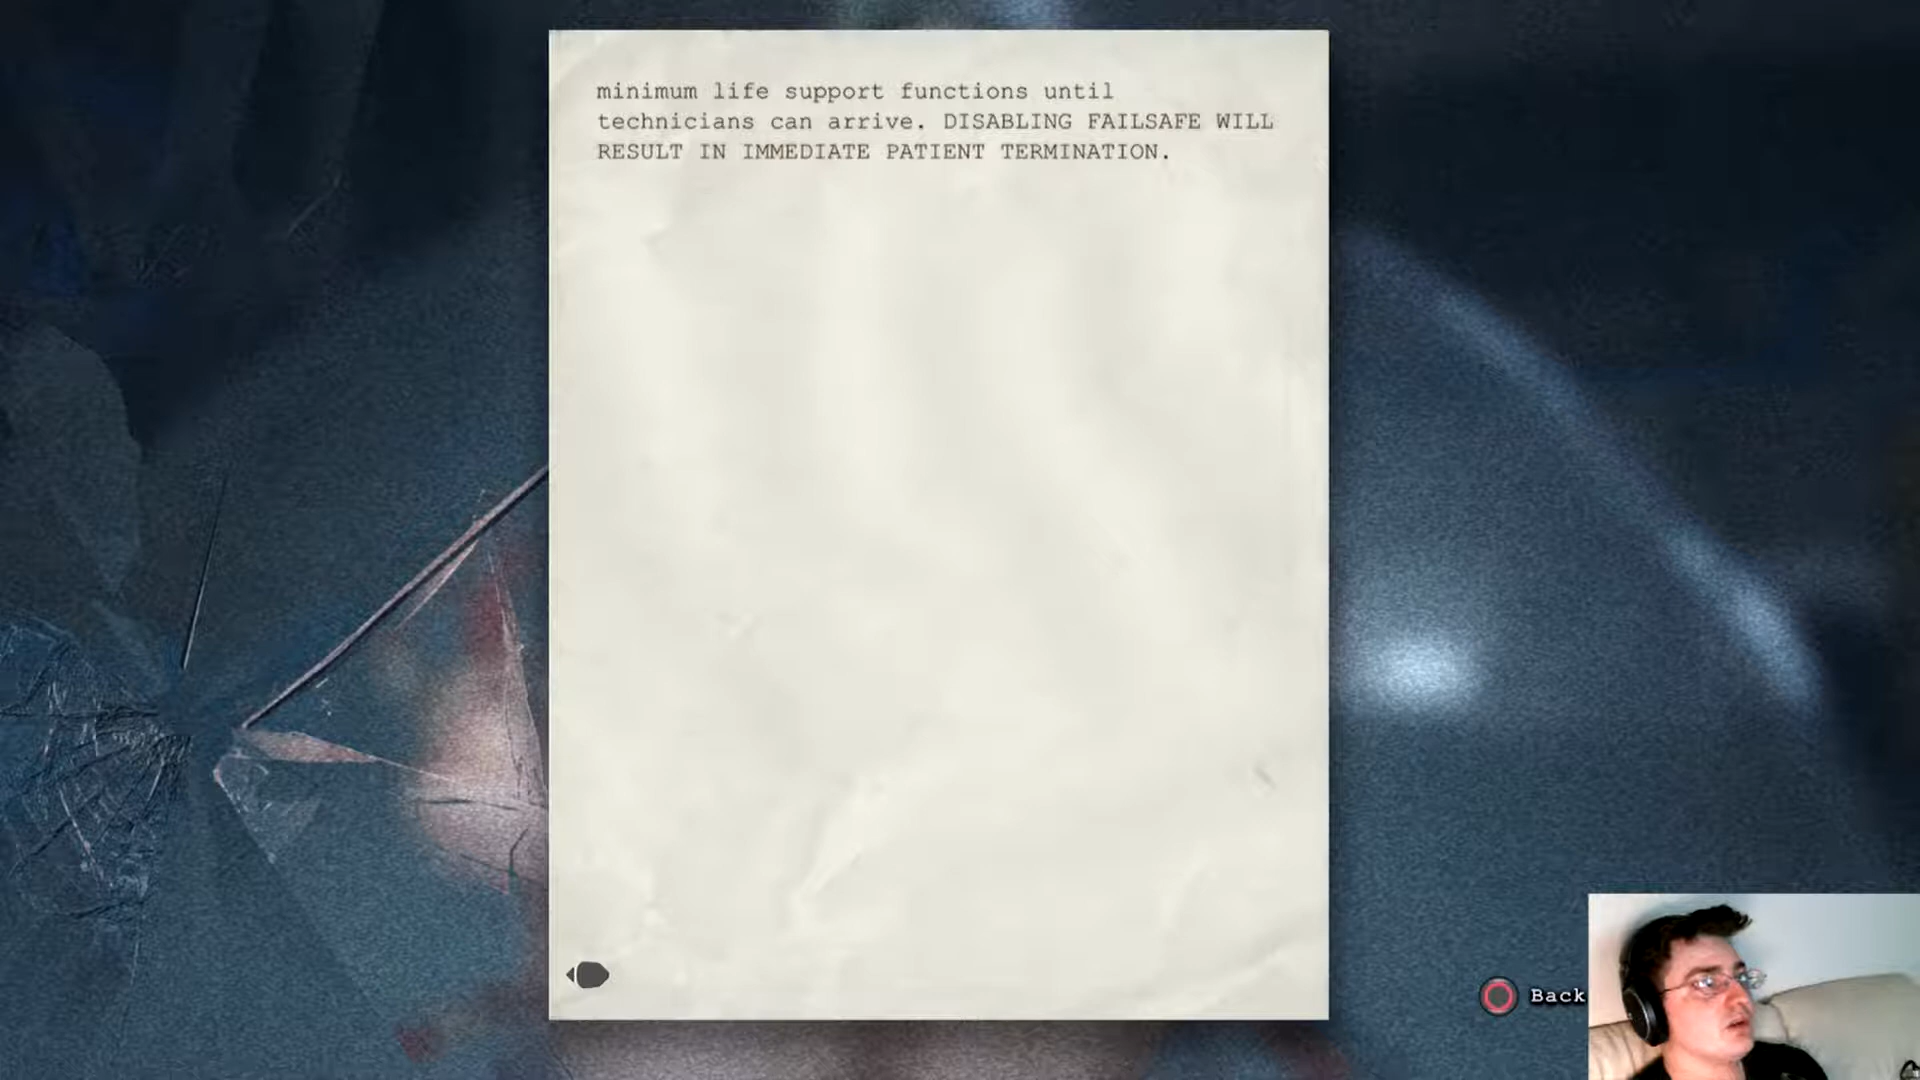 minimum life support functions until
technicians can arrive. DISABLING FAILSAFE WILL
RESULT IN IMMEDIATE PATIENT TERMINATION.
Back